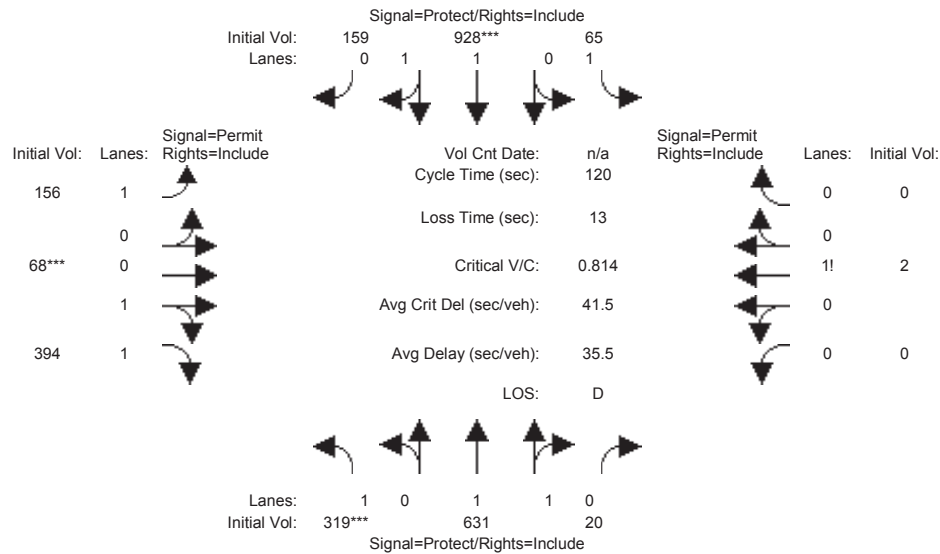 Signal=Protect/Rights=Include
Initial Vol: 159 928*** 65
Lanes: 0 1 1 0 1
Signal=Permit
Initial Vol: Lanes: Rights=Include
Vol Cnt Date: n/a
Signal=Permit
Rights=Include Lanes: Initial Vol:
Cycle Time (sec): 120
156 1 0 0
Loss Time (sec): 13
0 0
68*** 0 Critical V/C: 0.814 1! 2
1 Avg Crit Del (sec/veh): 41.5 0
394 1 Avg Delay (sec/veh): 35.5 0 0
LOS: D
Lanes: 1 0 1 1 0
Initial Vol: 319*** 631 20
Signal=Protect/Rights=Include